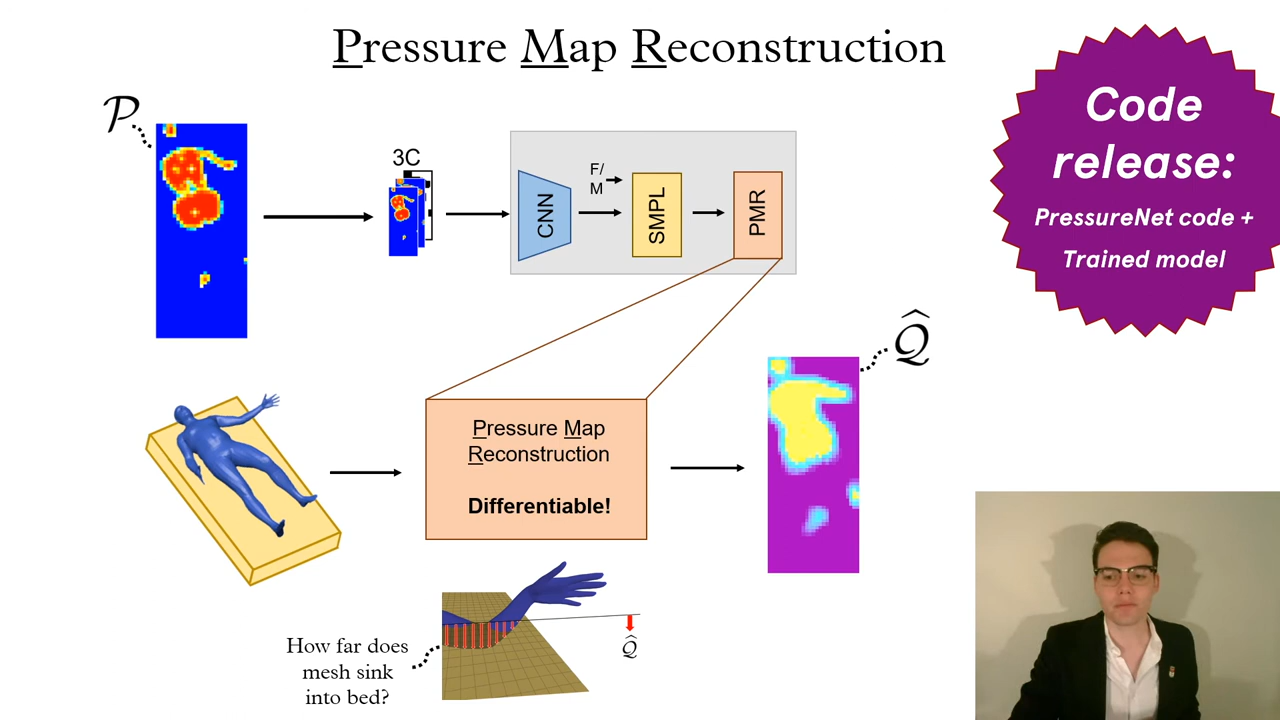 Pressure Map Reconstruction
Code
release:
PressureNet code +
Trained model
𝒫
3C
CNN
F/
M
SMPL
PMR
𝒬̂
Pressure Map
Reconstruction
Differentiable!
How far does
mesh sink
into bed?
𝒬̂